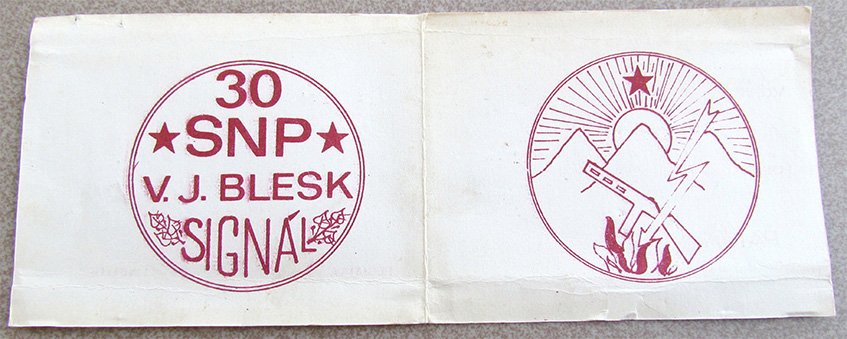 30
★SNP★
V. J. BLESK
SIGNÁL